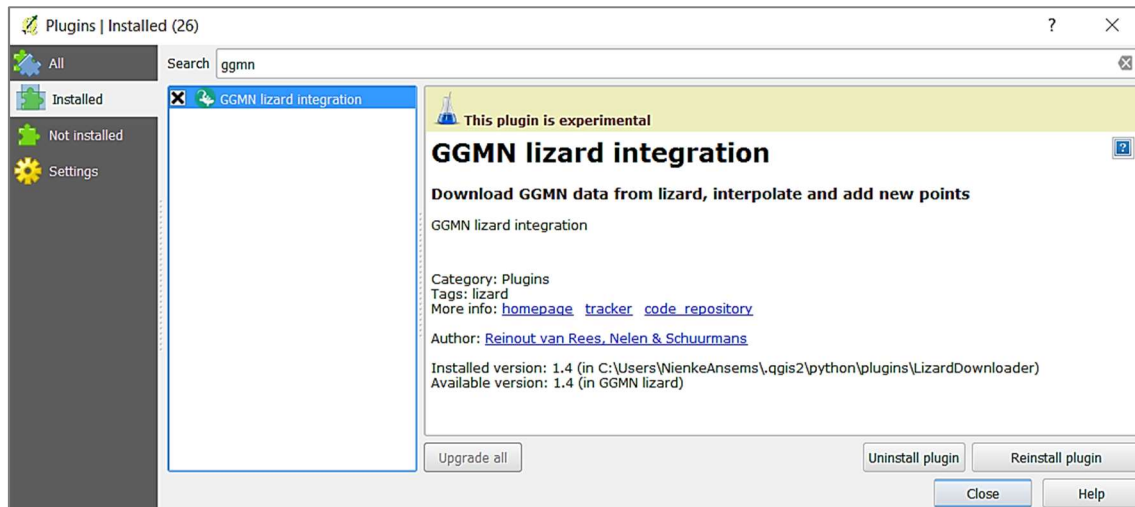 Plugins | Installed (26)
?
All
Installed
Not installed
Settings
Search ggmn
GGMN lizard integration
This plugin is experimental
GGMN lizard integration
?
Download GGMN data from lizard, interpolate and add new points
GGMN lizard integration
Category: Plugins
Tags: lizard
More info: homepage tracker code repository
Author: Reinout van Rees, Nelen & Schuurmans
Installed version: 1.4 (in C:\Users\NienkeAnsems\.qgis2\python\plugins\LizardDownloader)
Available version: 1.4 (in GGMN lizard)
Upgrade all
Uninstall plugin
Reinstall plugin
Close
Help